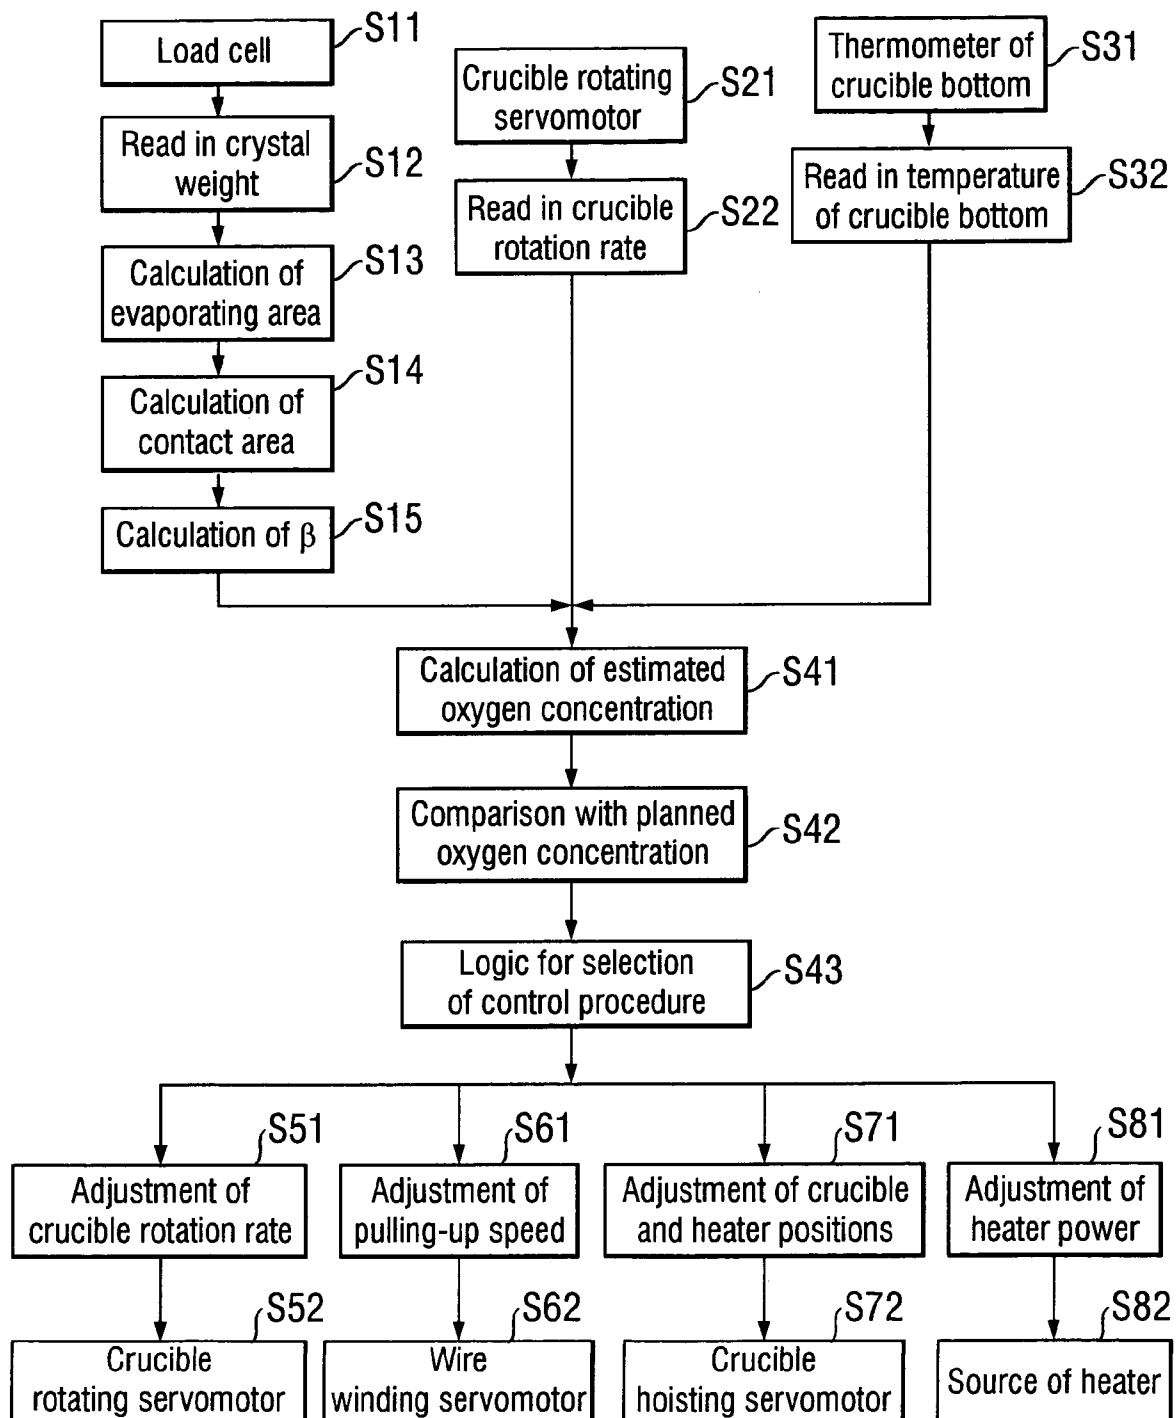 Load cell
S11
Read in crystal
weight
S12
Calculation of
evaporating area
S13
Calculation of
contact area
S14
Calculation of β
S15
Crucible rotating
servomotor
S21
Read in crucible
rotation rate
S22
Thermometer of
crucible bottom
S31
Read in temperature
of crucible bottom
S32
Calculation of estimated
oxygen concentration
S41
Comparison with planned
oxygen concentration
S42
Logic for selection
of control procedure
S43
S51
Adjustment of
crucible rotation rate
S52
Crucible
rotating servomotor
S61
Adjustment of
pulling-up speed
S62
Wire
winding servomotor
S71
Adjustment of crucible
and heater positions
S72
Crucible
hoisting servomotor
S81
Adjustment of
heater power
S82
Source of heater